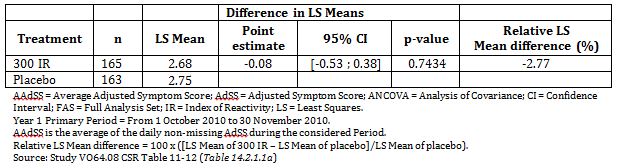 Difference in LS Means
Treatment n LS Mean Point estimate 95% CI p-value Relative LS Mean difference (%)
300 IR 165 2.68 -0.08 [-0.53 ; 0.38] 0.7434 -2.77
Placebo 163 2.75
AAdSS = Average Adjusted Symptom Score; AdSS = Adjusted Symptom Score; ANCOVA = Analysis of Covariance; CI = Confidence
Interval; FAS = Full Analysis Set; IR = Index of Reactivity; LS = Least Squares.
Year 1 Primary Period = From 1 October 2010 to 30 November 2010.
AAdSS is the average of the daily non-missing AdSS during the considered Period.
Relative LS Mean difference = 100 x ([LS Mean of 300 IR – LS Mean of placebo]/LS Mean of placebo).
Source: Study VO64.08 CSR Table 11-12 (Table 14.2.1.1a)